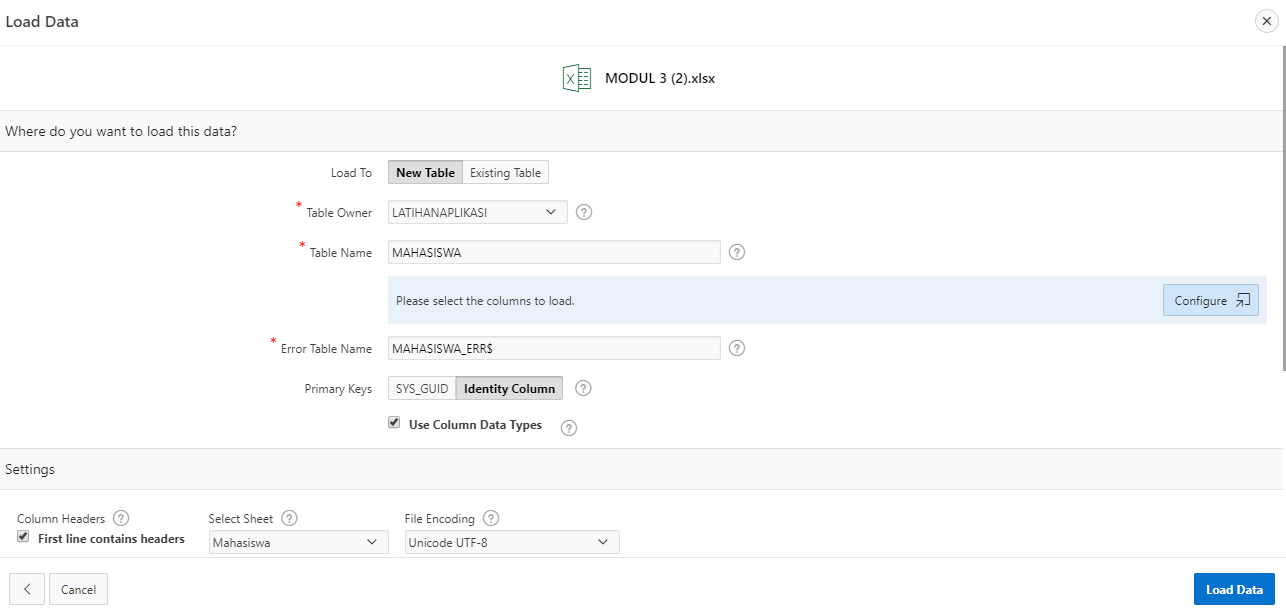 Load Data
MODUL 3 (2).xlsx
Where do you want to load this data?
Load To New Table Existing Table
* Table Owner LATIHANAPLIKASI ?
* Table Name MAHASISWA ?
Please select the columns to load. Configure
* Error Table Name MAHASISWA_ERR$ ?
Primary Keys SYS_GUID Identity Column ?
Use Column Data Types ?
Settings
Column Headers ? Select Sheet ? File Encoding ?
First line contains headers Mahasiswa Unicode UTF-8
Cancel Load Data